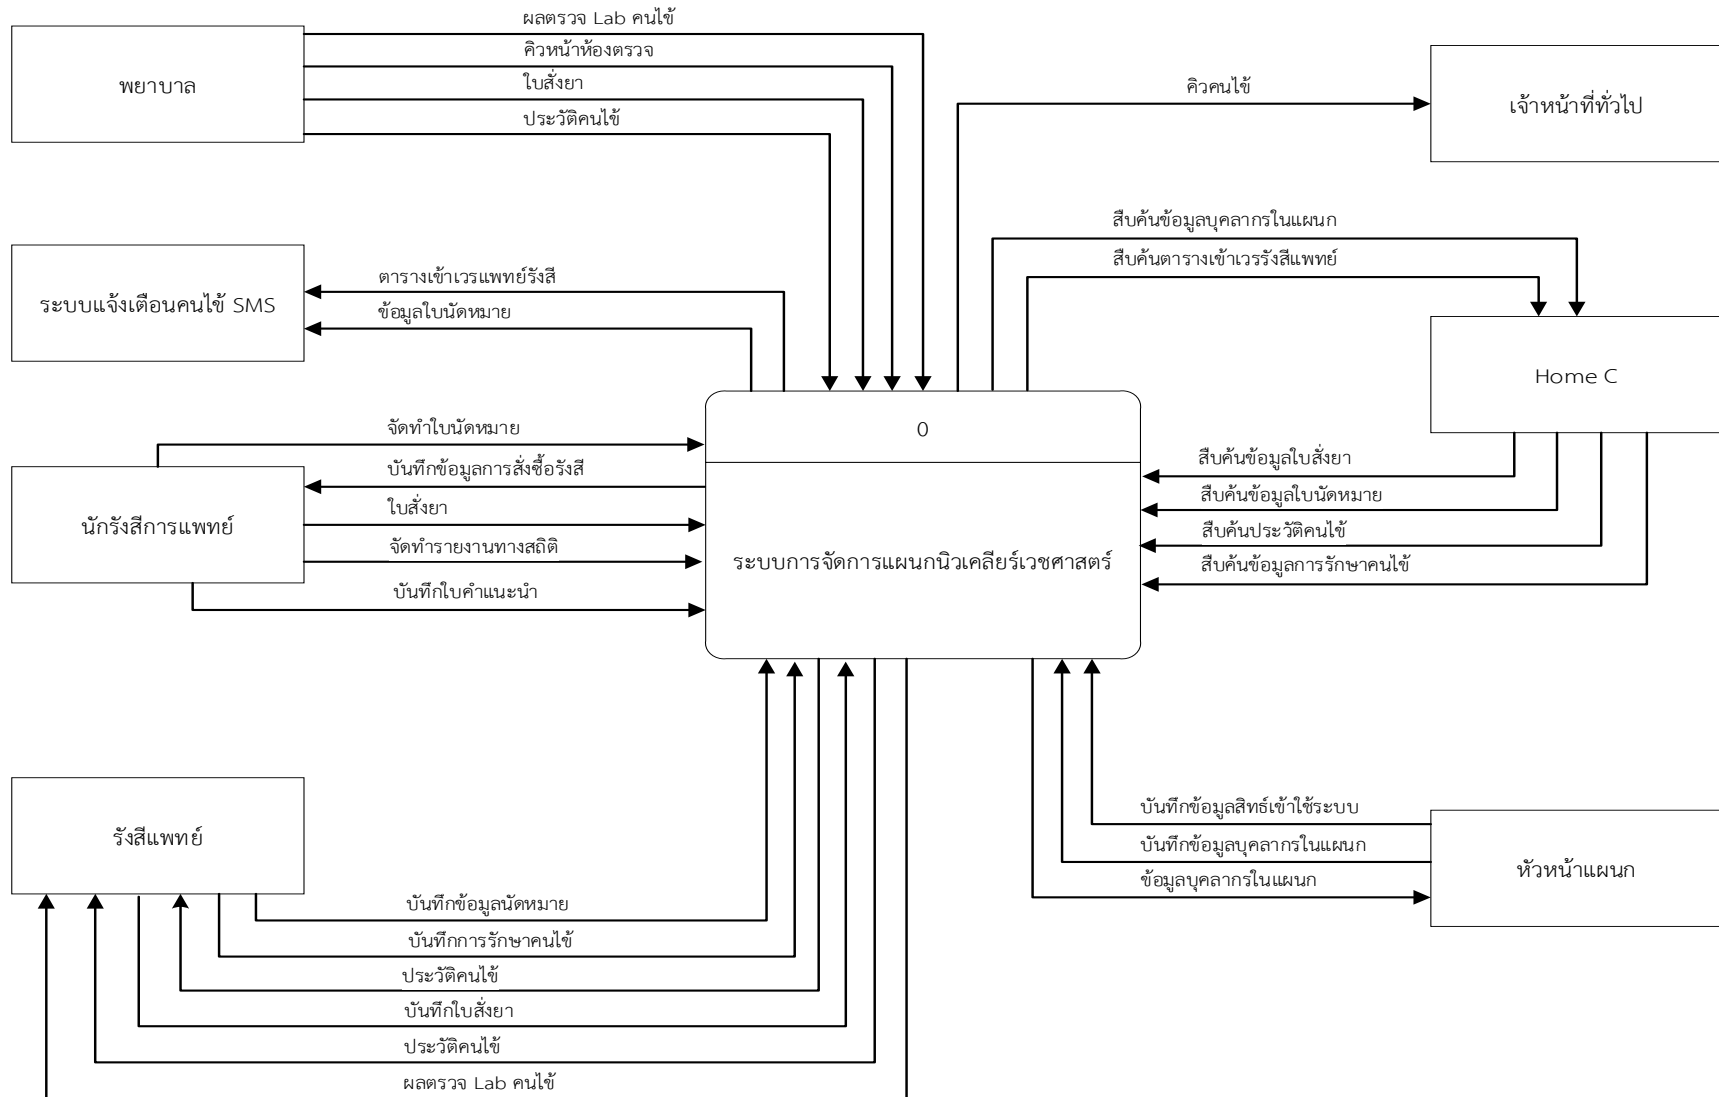 ผลตรวจ Lab คนไข้
คิวหน้าห้องตรวจ
ใบสั่งยา
ประวัติคนไข้
พยาบาล
คิวคนไข้
เจ้าหน้าที่ทั่วไป
สืบค้นข้อมูลบุคลากรในแผนก
สืบค้นตารางเข้าเวรรังสีแพทย์
ตารางเข้าเวรแพทย์รังสี
ข้อมูลใบนัดหมาย
ระบบแจ้งเตือนคนไข้ SMS
Home C
จัดทำใบนัดหมาย
บันทึกข้อมูลการสั่งซื้อรังสี
ใบสั่งยา
จัดทำรายงานทางสถิติ
บันทึกใบคำแนะนำ
นักรังสีการแพทย์
0
ระบบการจัดการแผนกนิวเคลียร์เวชศาสตร์
สืบค้นข้อมูลใบสั่งยา
สืบค้นข้อมูลใบนัดหมาย
สืบค้นประวัติคนไข้
สืบค้นข้อมูลการรักษาคนไข้
รังสีแพทย์
บันทึกข้อมูลสิทธ์เข้าใช้ระบบ
บันทึกข้อมูลบุคลากรในแผนก
ข้อมูลบุคลากรในแผนก
หัวหน้าแผนก
บันทึกข้อมูลนัดหมาย
บันทึกการรักษาคนไข้
ประวัติคนไข้
บันทึกใบสั่งยา
ประวัติคนไข้
ผลตรวจ Lab คนไข้